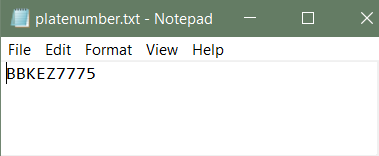 platenumber.txt - Notepad
File Edit Format View Help
BBKEZ7775